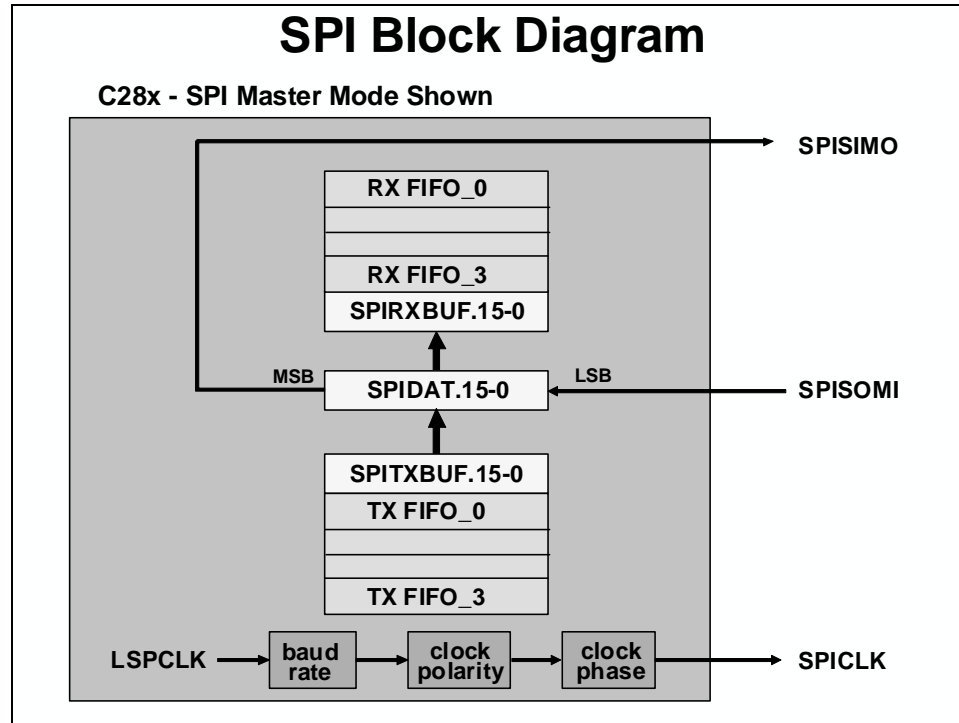 SPI Block Diagram
C28x - SPI Master Mode Shown
SPISIMO
RX FIFO_0
RX FIFO_3
SPIRXBUF.15-0
MSB
SPIDAT.15-0
LSB
SPISOMI
SPITXBUF.15-0
TX FIFO_0
TX FIFO_3
LSPCLK
baud
rate
clock
polarity
clock
phase
SPICLK